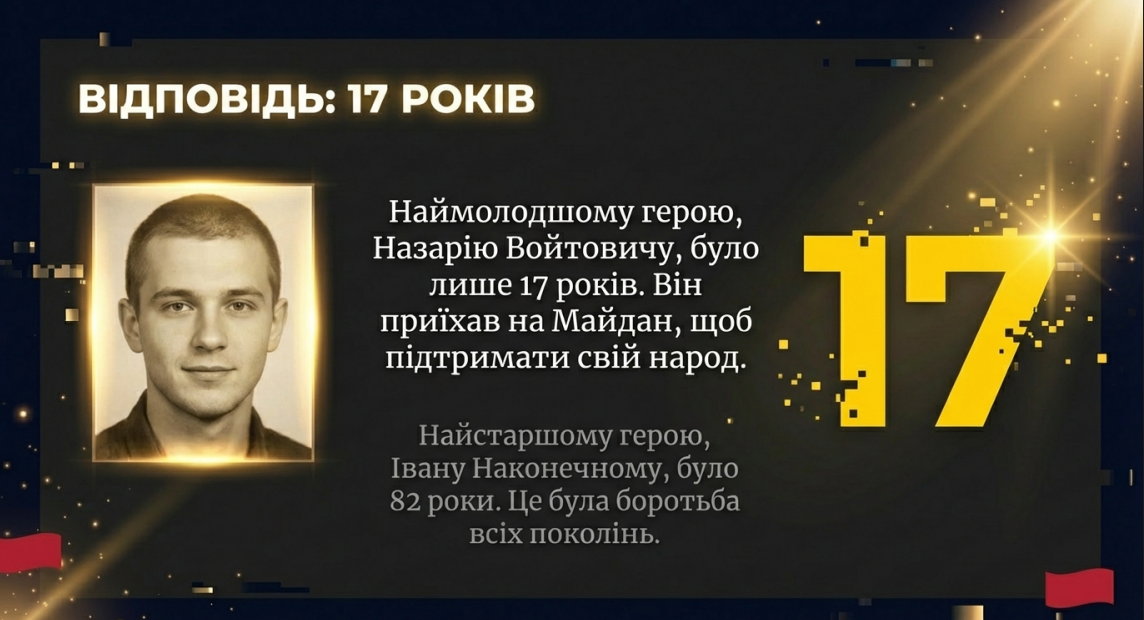 ВІДПОВІДЬ: 17 РОКІВ
Наймолодшому герою,
Назарію Войтовичу, було
лише 17 років. Він
приїхав на Майдан, щоб
підтримати свій народ.
17
Найстаршому герою,
Івану Наконечному, було
82 роки. Це була боротьба
всіх поколінь.